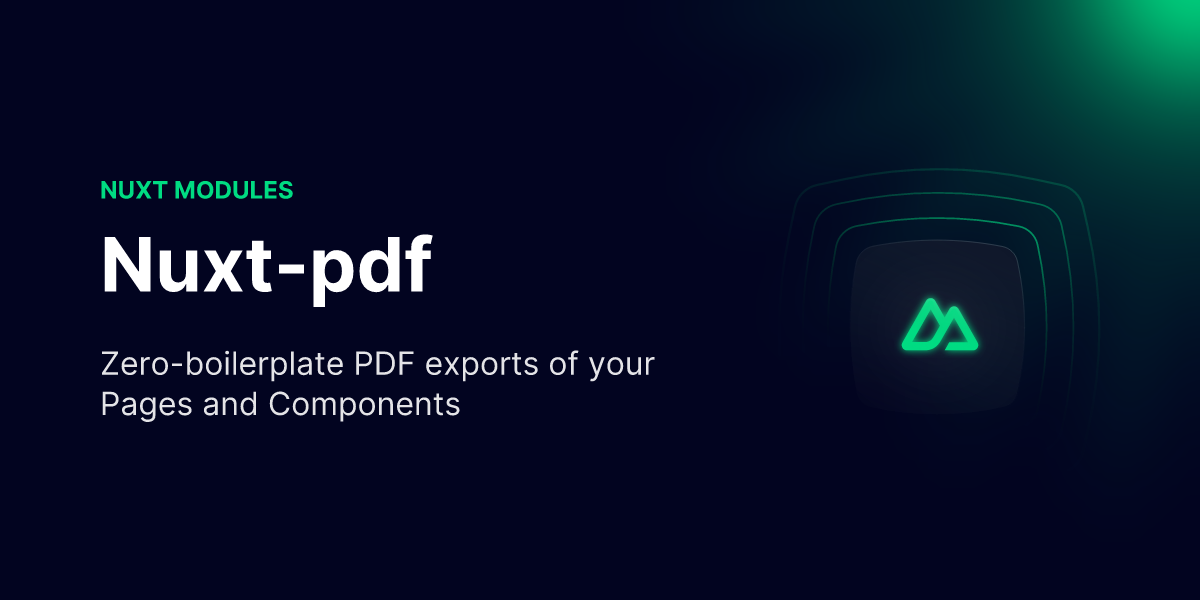 NUXT MODULES
Nuxt-pdf
Zero-boilerplate PDF exports of your
Pages and Components